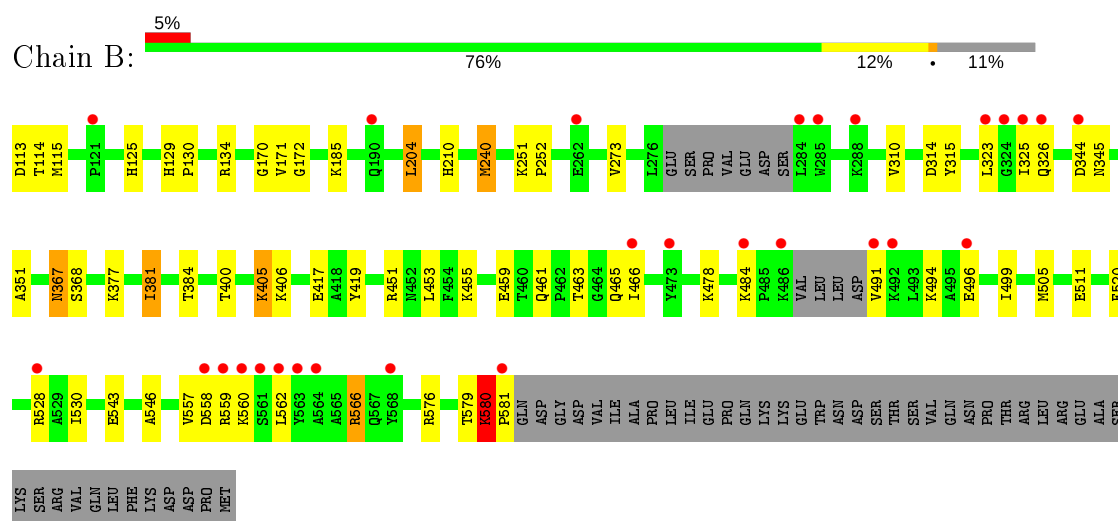 5%
Chain B:
76% 12% • 11%
D113 T114 M115 P121 H125 H129 P130 R134 G170 V171 G172 K185 Q190 L204 H210 M240 K251 P252 E262 V273 L276 GLU SER PRO VAL GLU ASP SER L284 W285 K288 V310 D314 Y315 L323 G324 I325 Q326 D344 N345
A351 N367 S368 K377 I381 T384 T400 K405 K406 E417 A418 Y419 R451 N452 L453 F454 K455 E459 T460 Q461 P462 T463 G464 Q465 I466 Y473 K478 K484 P485 K486 VAL LEU LEU ASP V491 K492 L493 K494 A495 E496 I499 M505 E511
R528 A529 I530 E543 A546 V557 D558 R559 K560 S561 L562 Y563 A564 A565 R566 Q567 Y568 R576 T579 K580 P581 GLN ASP GLY ASP VAL ILE ALA PRO LEU ILE GLU PRO GLN LYS LYS GLU TRP ASN ASP SER THR SER VAL ASN PRO THR ARG LEU ARG GLU ALA SER
LYS SER ARG VAL GLN LEU PHE LYS ASP ASP PRO MET